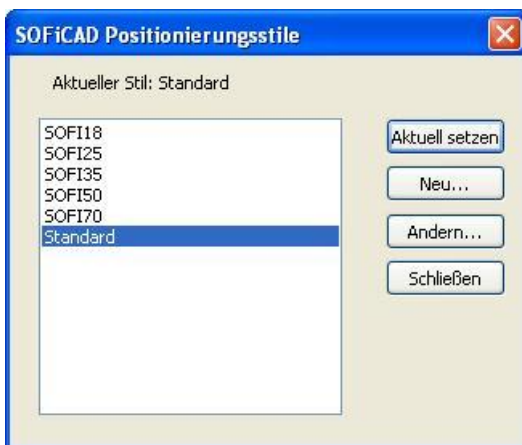 SOFiCAD Positionierungsstile
Aktueller Stil: Standard
SOFI18
SOFI25
SOFI35
SOFI50
SOFI70
Standard
Aktuell setzen
Neu...
Andern...
Schließen